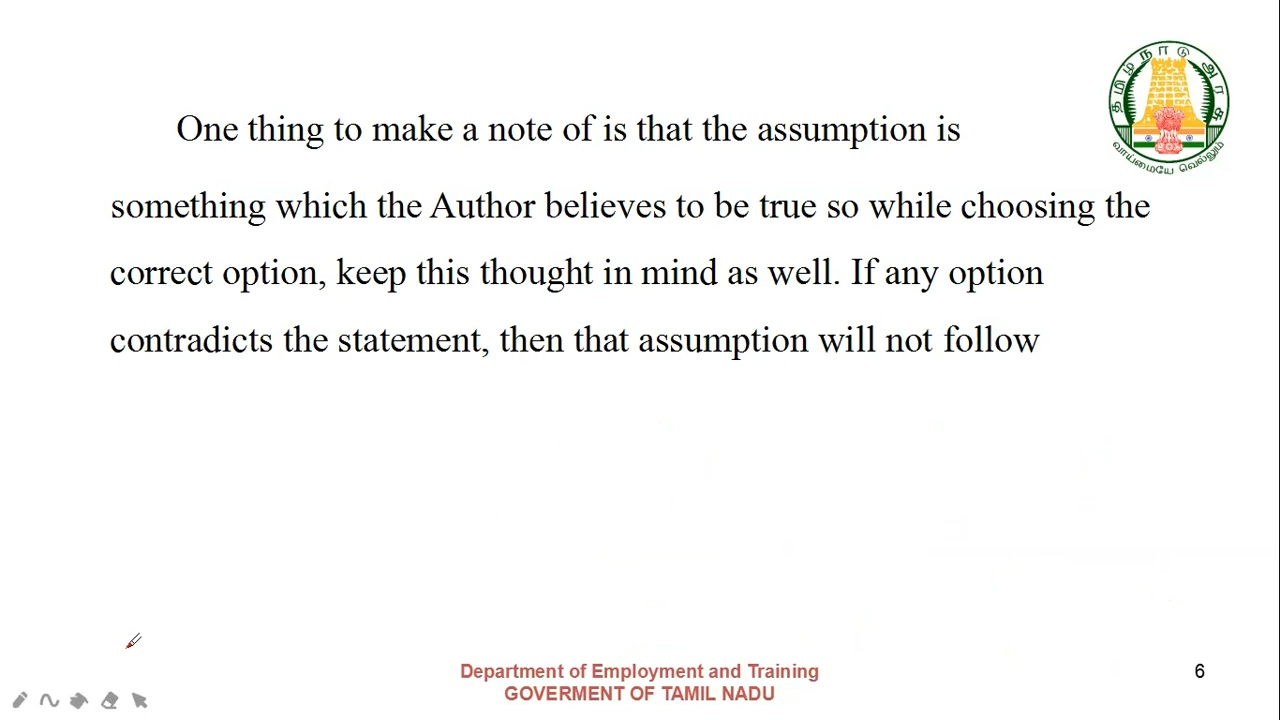 தமிழ்நாடு அரசு
வாய்மையே வெல்லும்
One thing to make a note of is that the assumption is
something which the Author believes to be true so while choosing the
correct option, keep this thought in mind as well. If any option
contradicts the statement, then that assumption will not follow
Department of Employment and Training
GOVERMENT OF TAMIL NADU
6